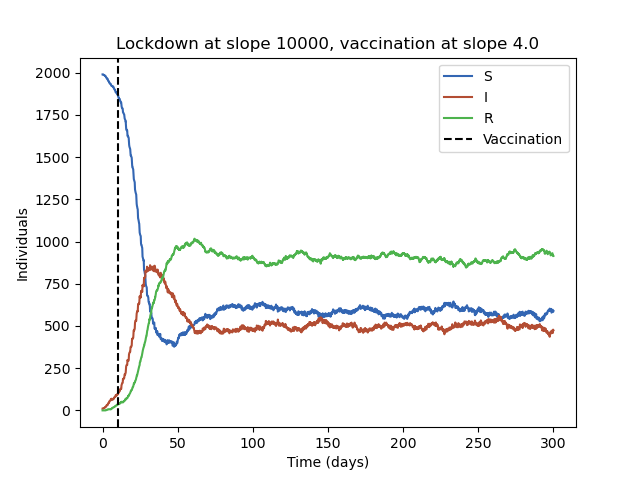 Lockdown at slope 10000, vaccination at slope 4.0
S
I
R
Vaccination
Individuals
2000
1750
1500
1250
1000
750
500
250
0
0 50 100 150 200 250 300
Time (days)